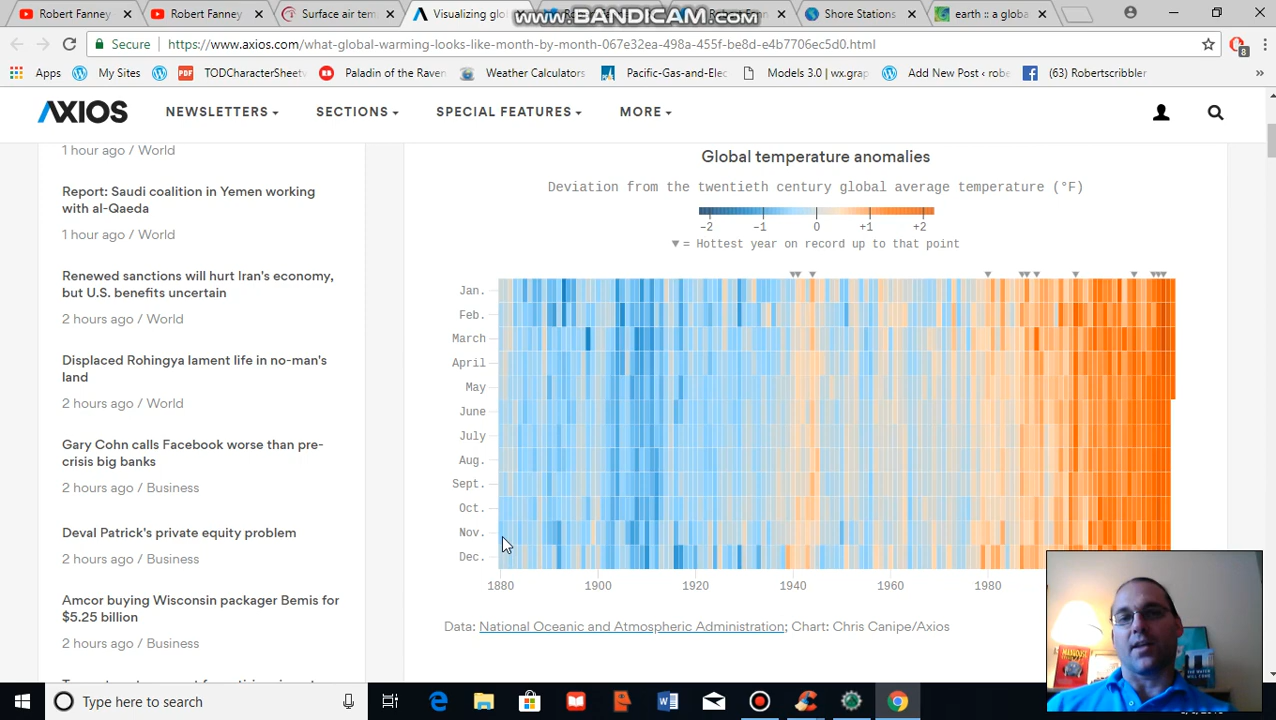 Robert Fanney
Robert Fanney
Surface air tem
Visualizing glo
www.BANDICAM.com
Shore Stations
earth :: a globa
Secure
https://www.axios.com/what-global-warming-looks-like-month-by-month-067e32ea-498a-455f-be8d-e4b7706ec5d0.html
8
Apps
My Sites
TODCharacterSheet
Paladin of the Raven
Weather Calculators
Pacific-Gas-and-Elec
Models 3.0 | wx.grap
Add New Post ‹ robe
(63) Robertscribbler
»
AXIOS
NEWSLETTERS
SECTIONS
SPECIAL FEATURES
MORE
1 hour ago / World
Report: Saudi coalition in Yemen working
with al-Qaeda
1 hour ago / World
Renewed sanctions will hurt Iran's economy,
but U.S. benefits uncertain
2 hours ago / World
Displaced Rohingya lament life in no-man's
land
2 hours ago / World
Gary Cohn calls Facebook worse than pre-
crisis big banks
2 hours ago / Business
Deval Patrick's private equity problem
2 hours ago / Business
Amcor buying Wisconsin packager Bemis for
$5.25 billion
2 hours ago / Business
Global temperature anomalies
Deviation from the twentieth century global average temperature (°F)
-2 -1 0 +1 +2
▼ = Hottest year on record up to that point
Jan.
Feb.
March
April
May
June
July
Aug.
Sept.
Oct.
Nov.
Dec.
1880 1900 1920 1940 1960 1980
Data: National Oceanic and Atmospheric Administration; Chart: Chris Canipe/Axios
MADHOUSE
Type here to search